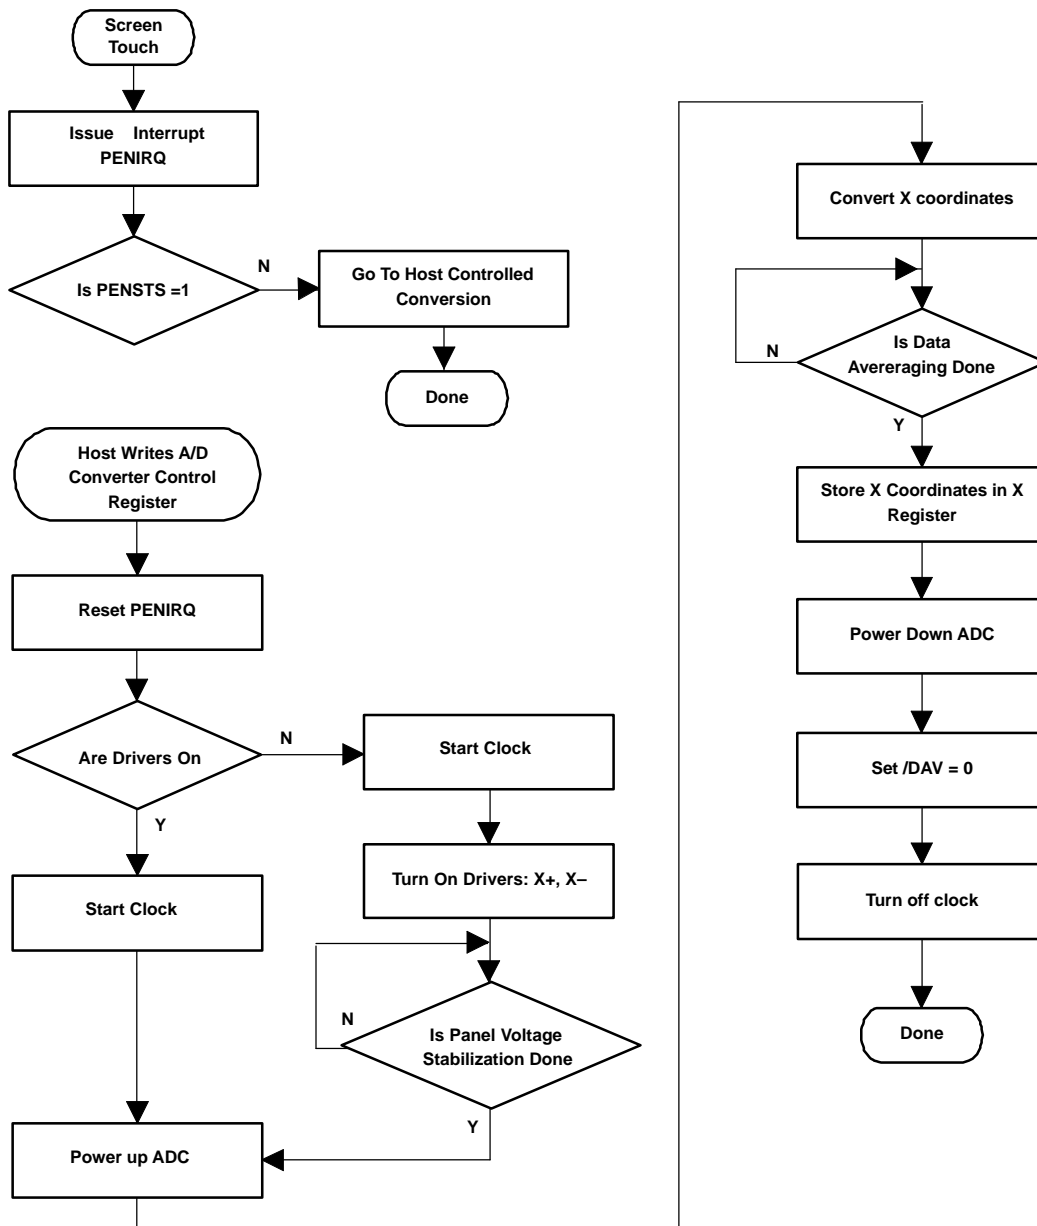 Screen
Touch
Issue Interrupt
PENIRQ
Is PENSTS =1
N
Go To Host Controlled
Conversion
Done
Host Writes A/D
Converter Control
Register
Reset PENIRQ
Are Drivers On
N
Start Clock
Y
Start Clock
Turn On Drivers: X+, X–
N
Is Panel Voltage
Stabilization Done
Y
Power up ADC
Convert X coordinates
Is Data
Avereraging Done
N
Y
Store X Coordinates in X
Register
Power Down ADC
Set /DAV = 0
Turn off clock
Done